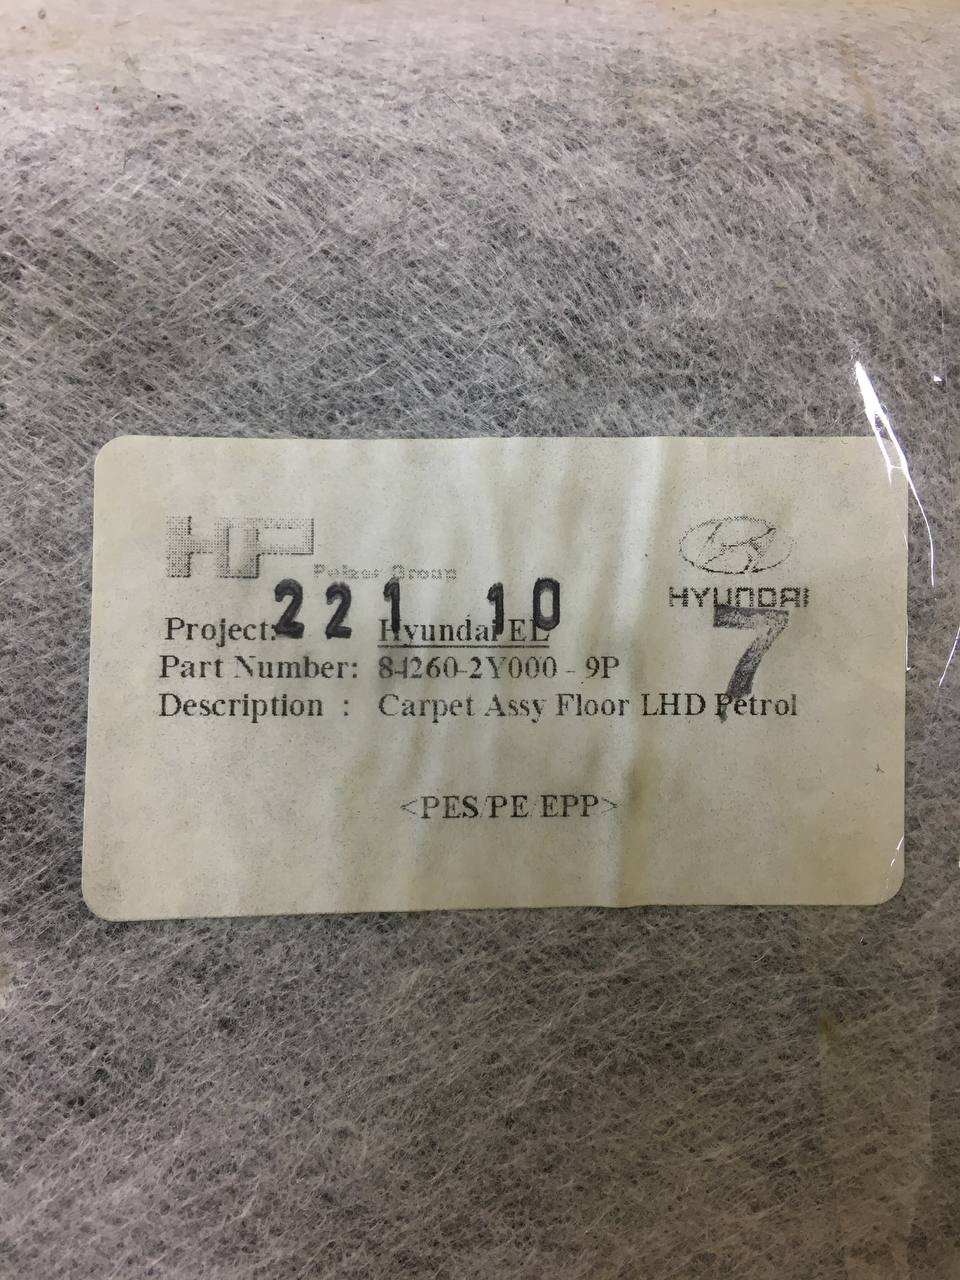 HP Pelzer Group
HYUNDAI
221 10
7
Project: Hyundai EL
Part Number: 84260-2Y000 - 9P
Description : Carpet Assy Floor LHD Petrol
<PES/PE/EPP>